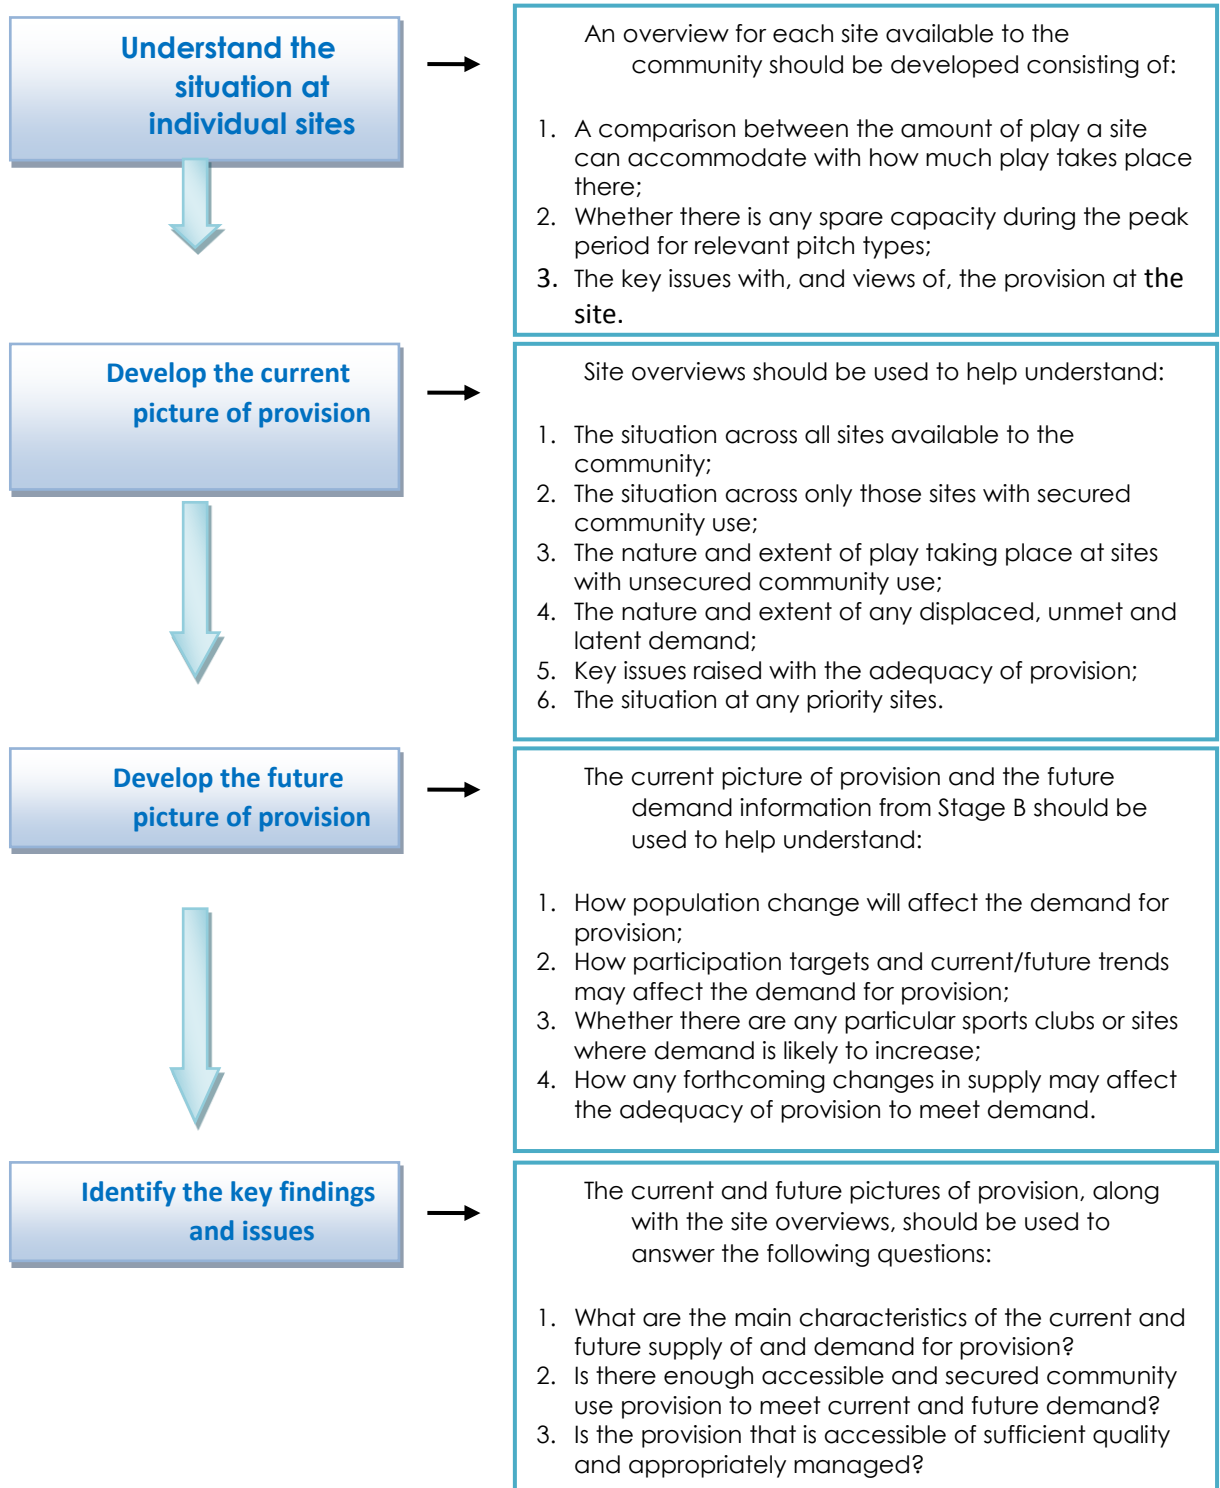 Understand the
situation at
individual sites
An overview for each site available to the
community should be developed consisting of:
1. A comparison between the amount of play a site
can accommodate with how much play takes place
there;
2. Whether there is any spare capacity during the peak
period for relevant pitch types;
3. The key issues with, and views of, the provision at the
site.
Develop the current
picture of provision
Site overviews should be used to help understand:
1. The situation across all sites available to the
community;
2. The situation across only those sites with secured
community use;
3. The nature and extent of play taking place at sites
with unsecured community use;
4. The nature and extent of any displaced, unmet and
latent demand;
5. Key issues raised with the adequacy of provision;
6. The situation at any priority sites.
Develop the future
picture of provision
The current picture of provision and the future
demand information from Stage B should be
used to help understand:
1. How population change will affect the demand for
provision;
2. How participation targets and current/future trends
may affect the demand for provision;
3. Whether there are any particular sports clubs or sites
where demand is likely to increase;
4. How any forthcoming changes in supply may affect
the adequacy of provision to meet demand.
Identify the key findings
and issues
The current and future pictures of provision, along
with the site overviews, should be used to
answer the following questions:
1. What are the main characteristics of the current and
future supply of and demand for provision?
2. Is there enough accessible and secured community
use provision to meet current and future demand?
3. Is the provision that is accessible of sufficient quality
and appropriately managed?